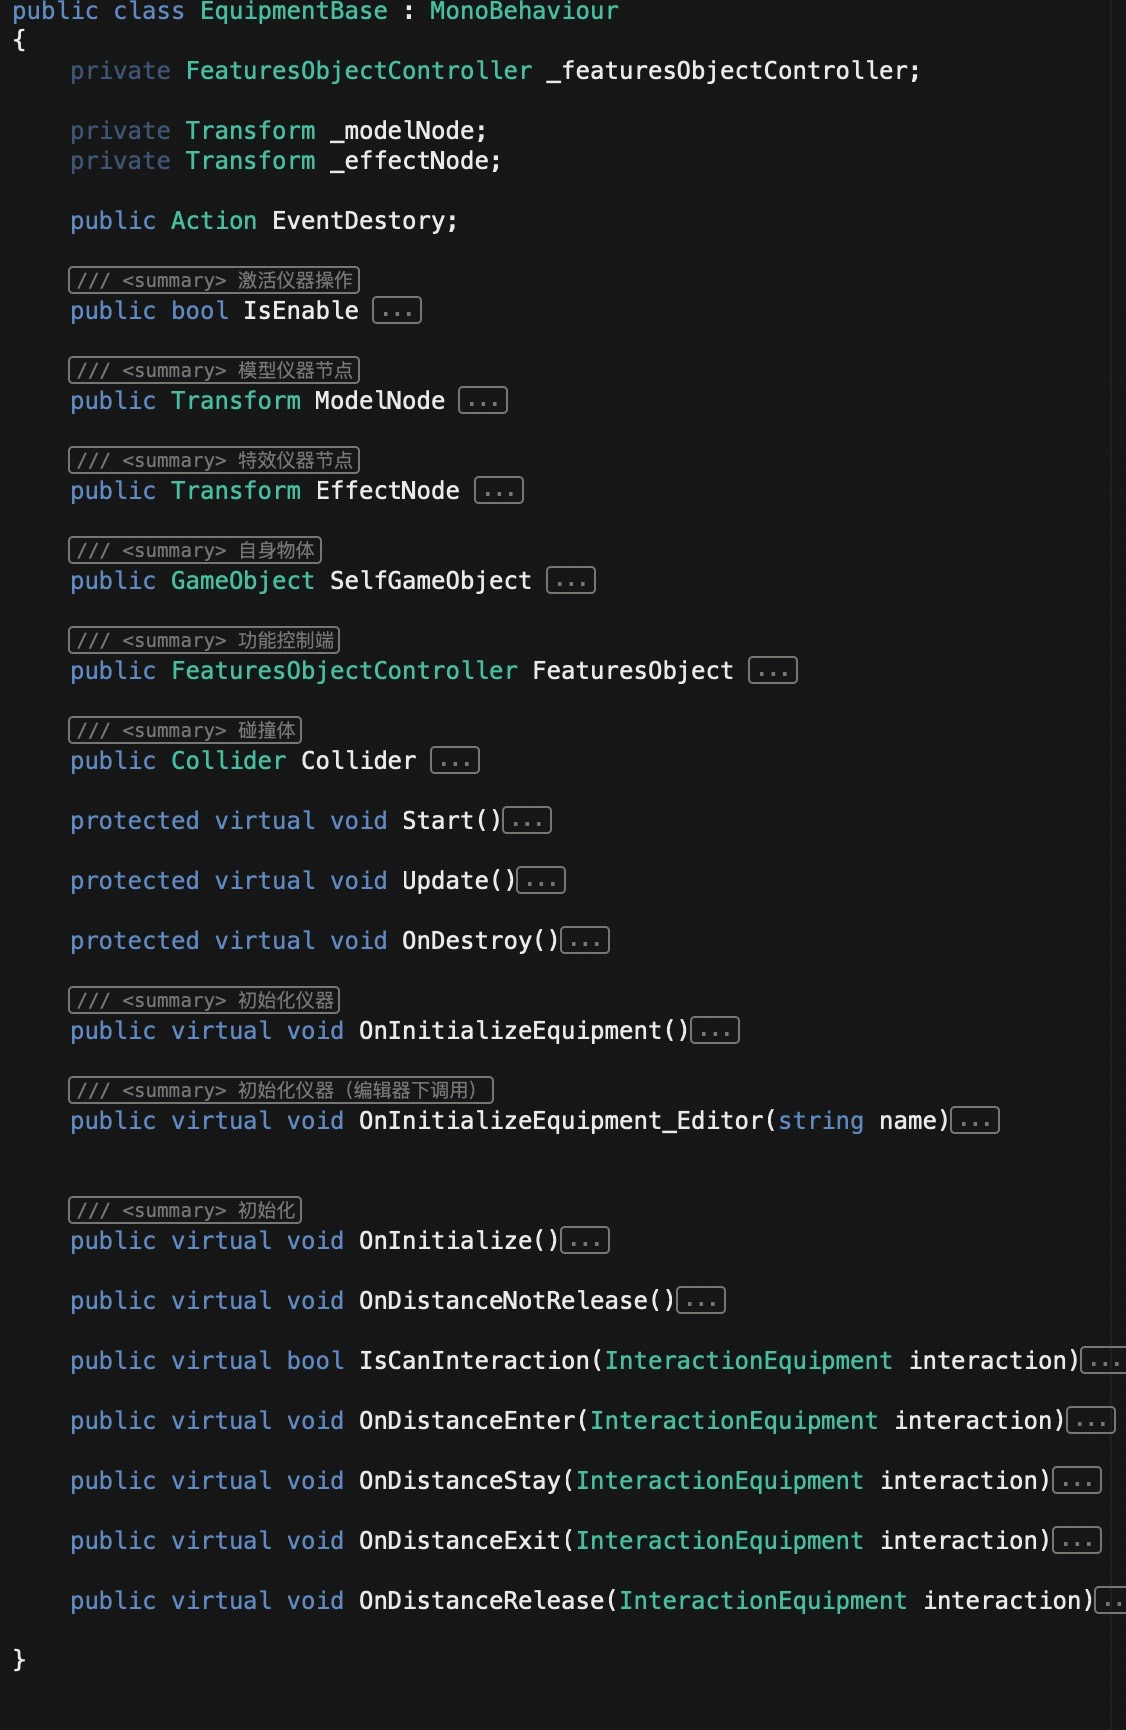 public class EquipmentBase : MonoBehaviour
{
private FeaturesObjectController _featuresObjectController;
private Transform _modelNode;
private Transform _effectNode;
public Action EventDestory;
/// <summary> 激活仪器操作
public bool IsEnable ...
/// <summary> 模型仪器节点
public Transform ModelNode ...
/// <summary> 特效仪器节点
public Transform EffectNode ...
/// <summary> 自身物体
public GameObject SelfGameObject ...
/// <summary> 功能控制端
public FeaturesObjectController FeaturesObject ...
/// <summary> 碰撞体
public Collider Collider ...
protected virtual void Start()...
protected virtual void Update()...
protected virtual void OnDestroy()...
/// <summary> 初始化仪器
public virtual void OnInitializeEquipment()...
/// <summary> 初始化仪器（编辑器下调用）
public virtual void OnInitializeEquipment_Editor(string name)...
/// <summary> 初始化
public virtual void OnInitialize()...
public virtual void OnDistanceNotRelease()...
public virtual bool IsCanInteraction(InteractionEquipment interaction)...
public virtual void OnDistanceEnter(InteractionEquipment interaction)...
public virtual void OnDistanceStay(InteractionEquipment interaction)...
public virtual void OnDistanceExit(InteractionEquipment interaction)...
public virtual void OnDistanceRelease(InteractionEquipment interaction)..
}